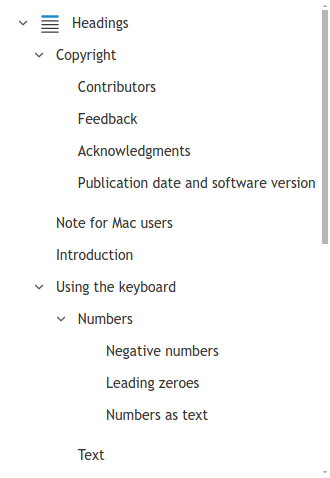 Headings
Copyright
Contributors
Feedback
Acknowledgments
Publication date and software version
Note for Mac users
Introduction
Using the keyboard
Numbers
Negative numbers
Leading zeroes
Numbers as text
Text